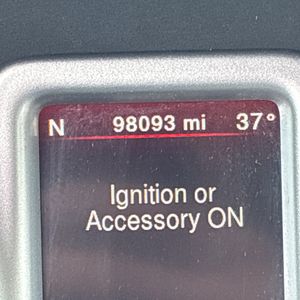 N 98093 mi 37°
Ignition or
Accessory ON